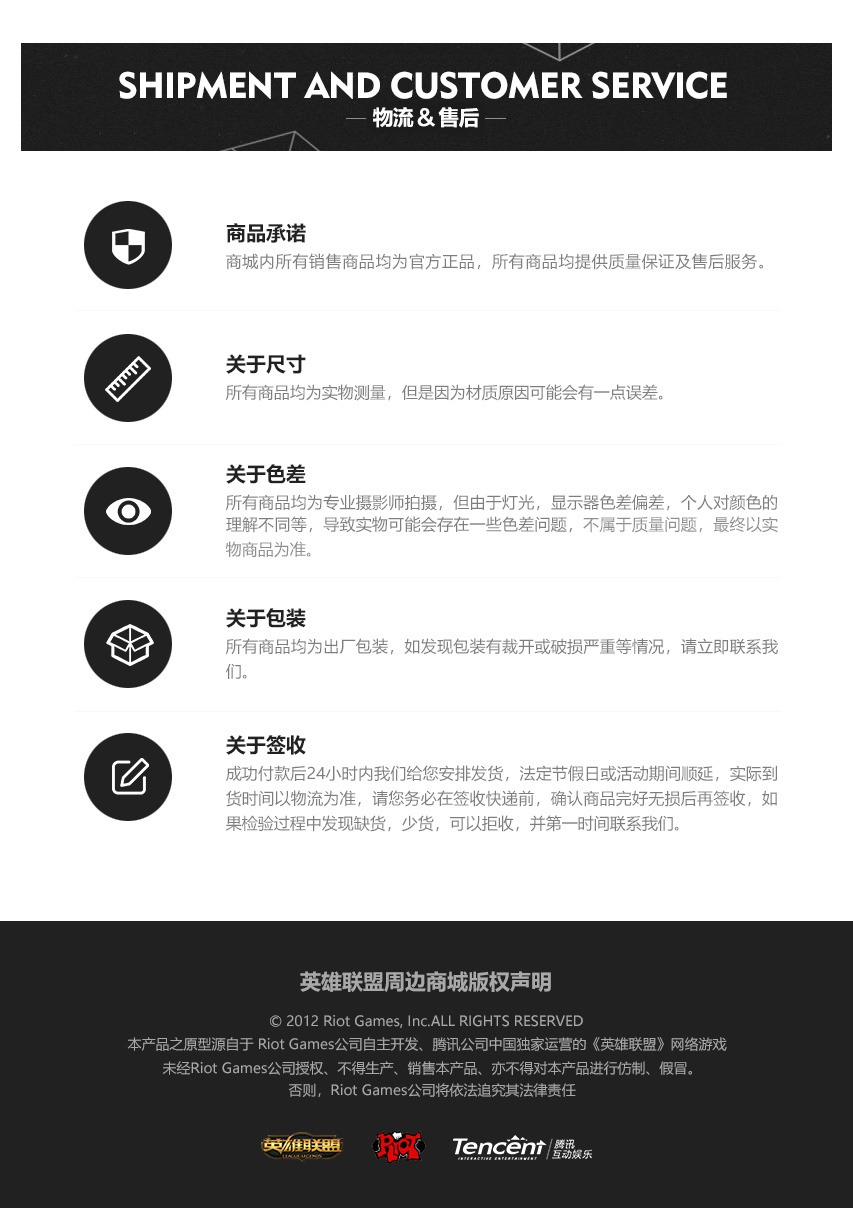 SHIPMENT AND CUSTOMER SERVICE
物流 & 售后
商品承诺
商城内所有销售商品均为官方正品，所有商品均提供质量保证及售后服务。
关于尺寸
所有商品均为实物测量，但是因为材质原因可能会有一点误差。
关于色差
所有商品均为专业摄影师拍摄，但由于灯光，显示器色差偏差，个人对颜色的
理解不同等，导致实物可能会存在一些色差问题，不属于质量问题，最终以实
物商品为准。
关于包装
所有商品均为出厂包装，如发现包装有裁开或破损严重等情况，请立即联系我
们。
关于签收
成功付款后24小时内我们给您安排发货，法定节假日或活动期间顺延，实际到
货时间以物流为准，请您务必在签收快递前，确认商品完好无损后再签收，如
果检验过程中发现缺货，少货，可以拒收，并第一时间联系我们。
英雄联盟周边商城版权声明
© 2012 Riot Games, Inc.ALL RIGHTS RESERVED
本产品之原型源自于 Riot Games公司自主开发、腾讯公司中国独家运营的《英雄联盟》网络游戏
未经Riot Games公司授权、不得生产、销售本产品、亦不得对本产品进行仿制、假冒。
否则，Riot Games公司将依法追究其法律责任
英雄联盟
LEAGUE LEGENDS
RIOT
Tencent 腾讯
INTERACTIVE ENTERTAINMENT 互动娱乐